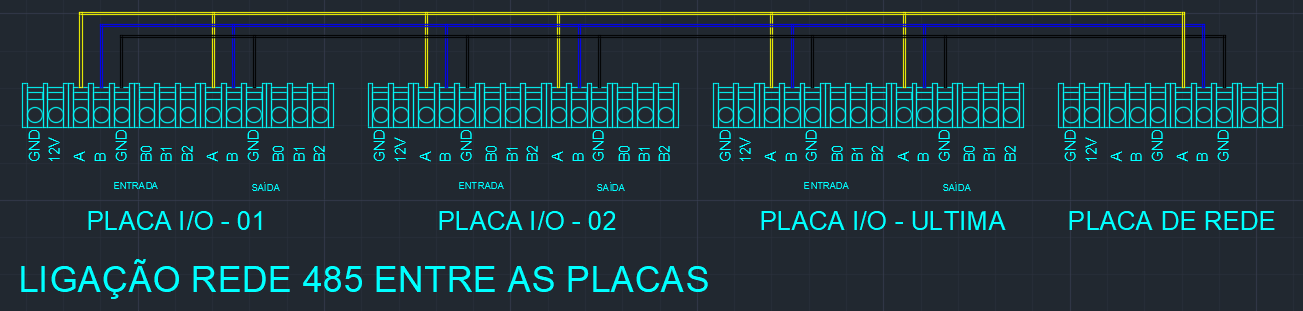 GND 12V A B GND B0 B1 B2 A B GND B0 B1 B2
GND 12V A B GND B0 B1 B2 A B GND B0 B1 B2
GND 12V A B GND B0 B1 B2 A B GND B0 B1 B2
GND 12V A B GND A B GND
ENTRADA SAÍDA
ENTRADA SAÍDA
ENTRADA SAÍDA
PLACA I/O - 01
PLACA I/O - 02
PLACA I/O - ULTIMA
PLACA DE REDE
LIGAÇÃO REDE 485 ENTRE AS PLACAS